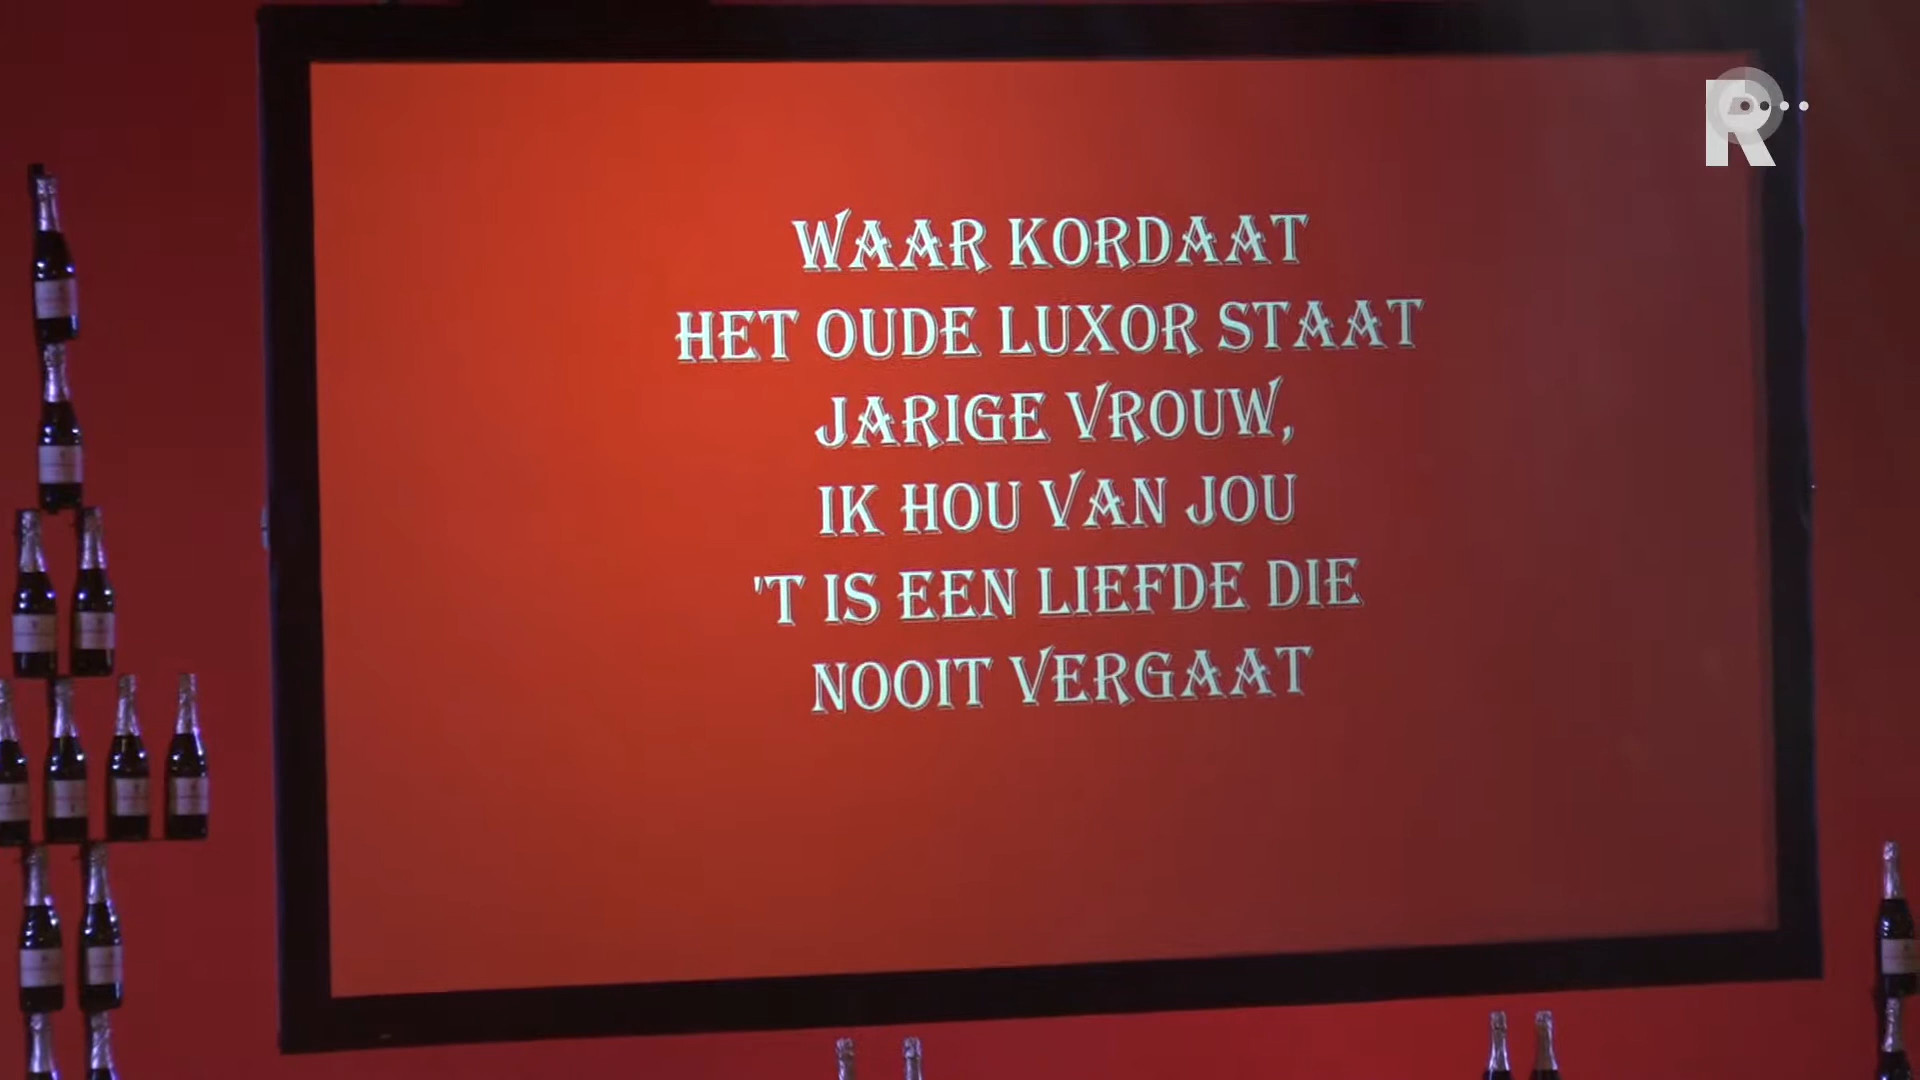 WAAR KORDAAT
HET OUDE LUXOR STAAT
JARIGE VROUW,
IK HOU VAN JOU
'T IS EEN LIEFDE DIE
NOOIT VERGAAT
R